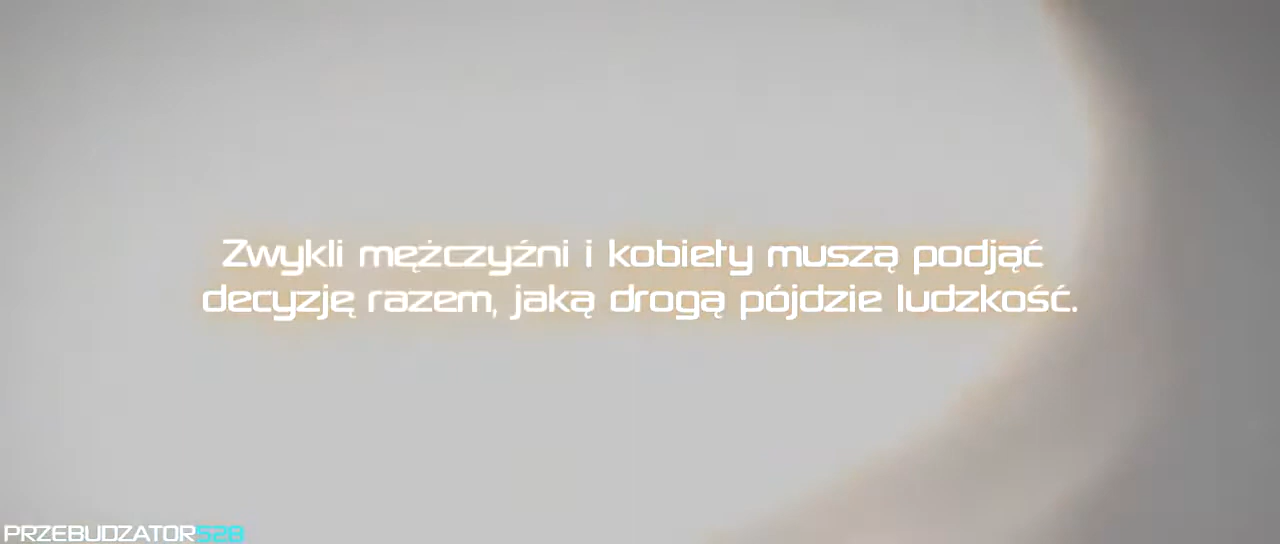 Zwykli mężczyźni i kobiety muszą podjąć
decyzję razem, jaką drogą pójdzie ludzkość.
PRZEBUDZATOR528